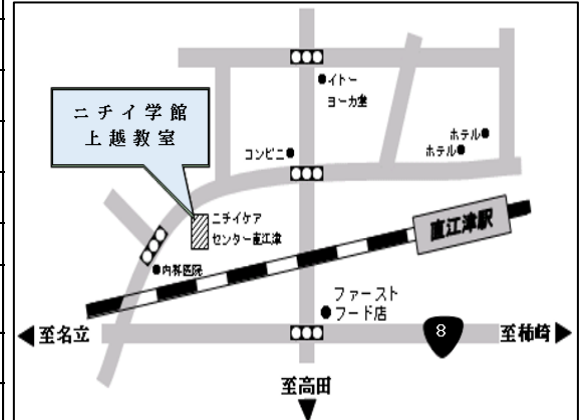 イトー
ヨーカ堂
ニチイ学館
上越教室
ホテル
ホテル
コンビニ
ニチイケア
センター直江津
直江津駅
内科医院
ファースト
フード店
至名立
8
至柿崎
至高田